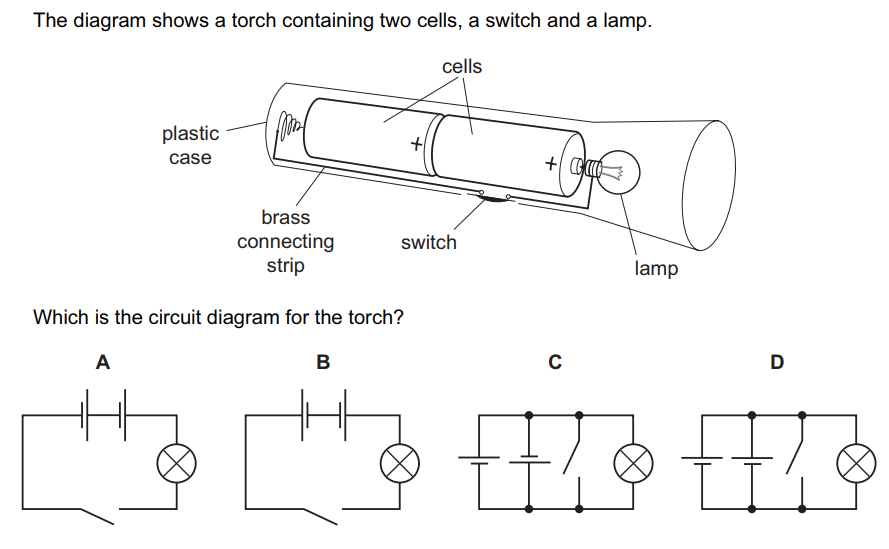 The diagram shows a torch containing two cells, a switch and a lamp.
cells
plastic
case
+
+
brass
connecting
strip
switch
lamp
Which is the circuit diagram for the torch?
A B C D